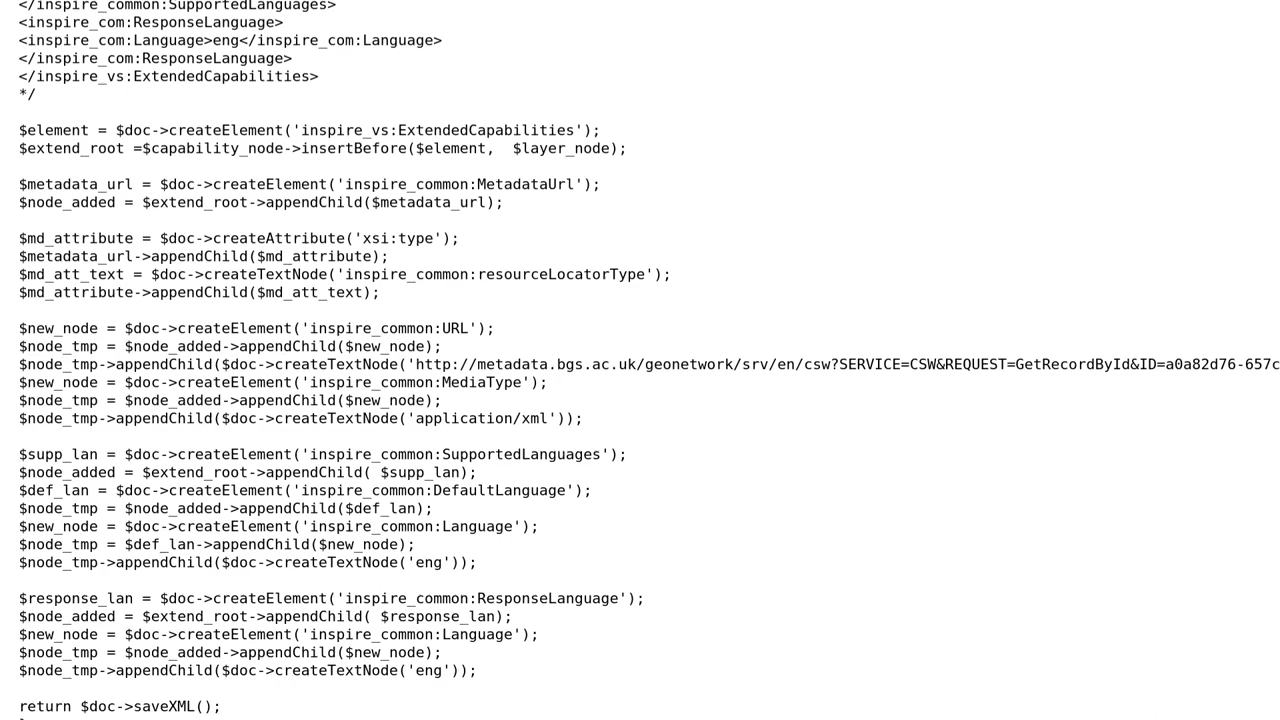 </inspire_common:SupportedLanguages>
<inspire_com:ResponseLanguage>
<inspire_com:Language>eng</inspire_com:Language>
</inspire_com:ResponseLanguage>
</inspire_vs:ExtendedCapabilities>
*/
$element = $doc->createElement('inspire_vs:ExtendedCapabilities');
$extend_root =$capability_node->insertBefore($element,  $layer_node);
$metadata_url = $doc->createElement('inspire_common:MetadataUrl');
$node_added = $extend_root->appendChild($metadata_url);
$md_attribute = $doc->createAttribute('xsi:type');
$metadata_url->appendChild($md_attribute);
$md_att_text = $doc->createTextNode('inspire_common:resourceLocatorType');
$md_attribute->appendChild($md_att_text);
$new_node = $doc->createElement('inspire_common:URL');
$node_tmp = $node_added->appendChild($new_node);
$node_tmp->appendChild($doc->createTextNode('http://metadata.bgs.ac.uk/geonetwork/srv/en/csw?SERVICE=CSW&REQUEST=GetRecordById&ID=a0a82d76-657c
$new_node = $doc->createElement('inspire_common:MediaType');
$node_tmp = $node_added->appendChild($new_node);
$node_tmp->appendChild($doc->createTextNode('application/xml'));
$supp_lan = $doc->createElement('inspire_common:SupportedLanguages');
$node_added = $extend_root->appendChild( $supp_lan);
$def_lan = $doc->createElement('inspire_common:DefaultLanguage');
$node_tmp = $node_added->appendChild($def_lan);
$new_node = $doc->createElement('inspire_common:Language');
$node_tmp = $def_lan->appendChild($new_node);
$node_tmp->appendChild($doc->createTextNode('eng'));
$response_lan = $doc->createElement('inspire_common:ResponseLanguage');
$node_added = $extend_root->appendChild( $response_lan);
$new_node = $doc->createElement('inspire_common:Language');
$node_tmp = $node_added->appendChild($new_node);
$node_tmp->appendChild($doc->createTextNode('eng'));
return $doc->saveXML();